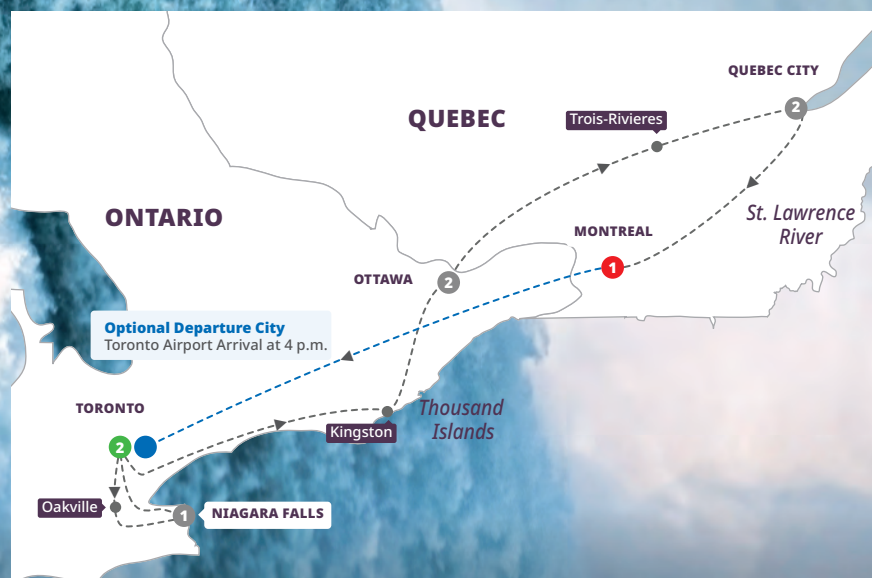 QUEBEC CITY
2
QUEBEC
Trois-Rivieres
ONTARIO
St. Lawrence
River
MONTREAL
1
OTTAWA
2
Optional Departure City
Toronto Airport Arrival at 4 p.m.
TORONTO
2
Thousand
Islands
Kingston
Oakville
1
NIAGARA FALLS